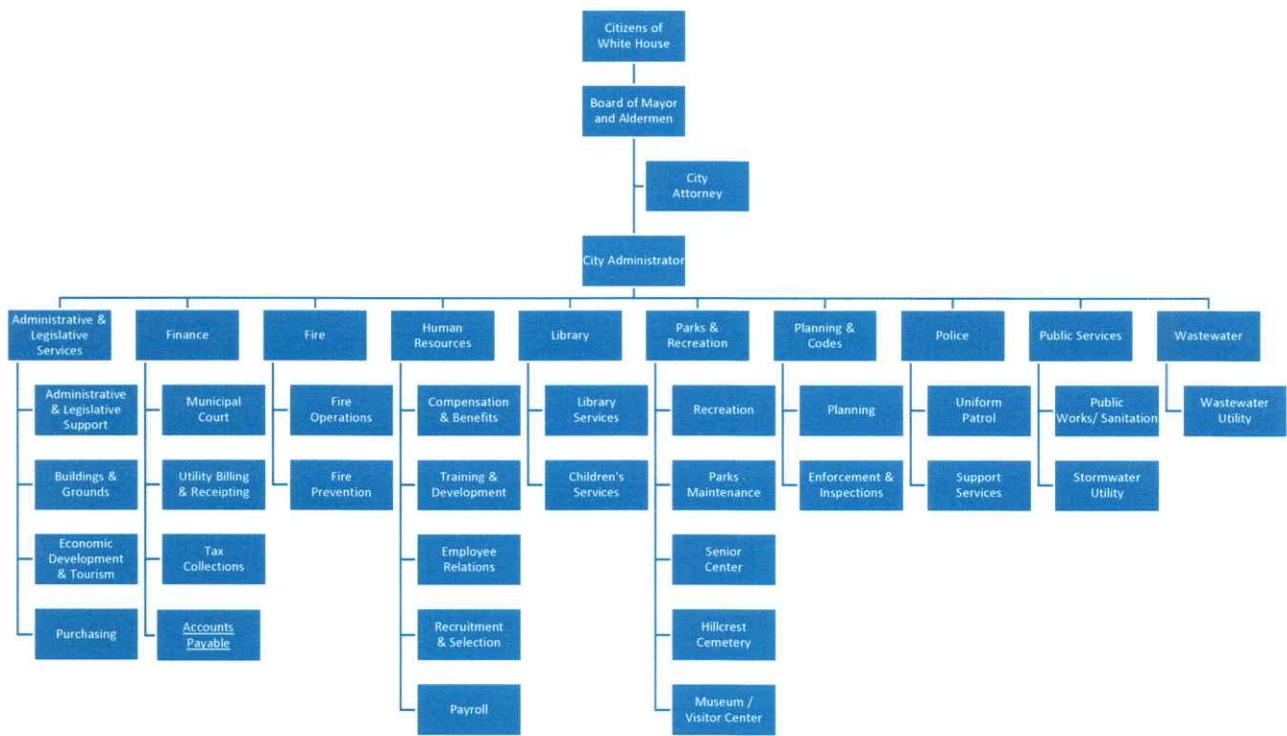 Citizens of
White House
Board of Mayor
and Aldermen
City
Attorney
City Administrator
Administrative &
Legislative
Services
Finance
Fire
Human
Resources
Library
Parks &
Recreation
Planning &
Codes
Police
Public Services
Wastewater
Administrative
& Legislative
Support
Buildings &
Grounds
Economic
Development
& Tourism
Purchasing
Municipal
Court
Utility Billing
& Receipting
Tax
Collections
Accounts
Payable
Fire
Operations
Fire
Prevention
Compensation
& Benefits
Training &
Development
Employee
Relations
Recruitment
& Selection
Payroll
Library
Services
Children's
Services
Recreation
Parks
Maintenance
Senior
Center
Hillcrest
Cemetery
Museum /
Visitor Center
Planning
Enforcement &
Inspections
Uniform
Patrol
Support
Services
Public
Works/ Sanitation
Stormwater
Utility
Wastewater
Utility